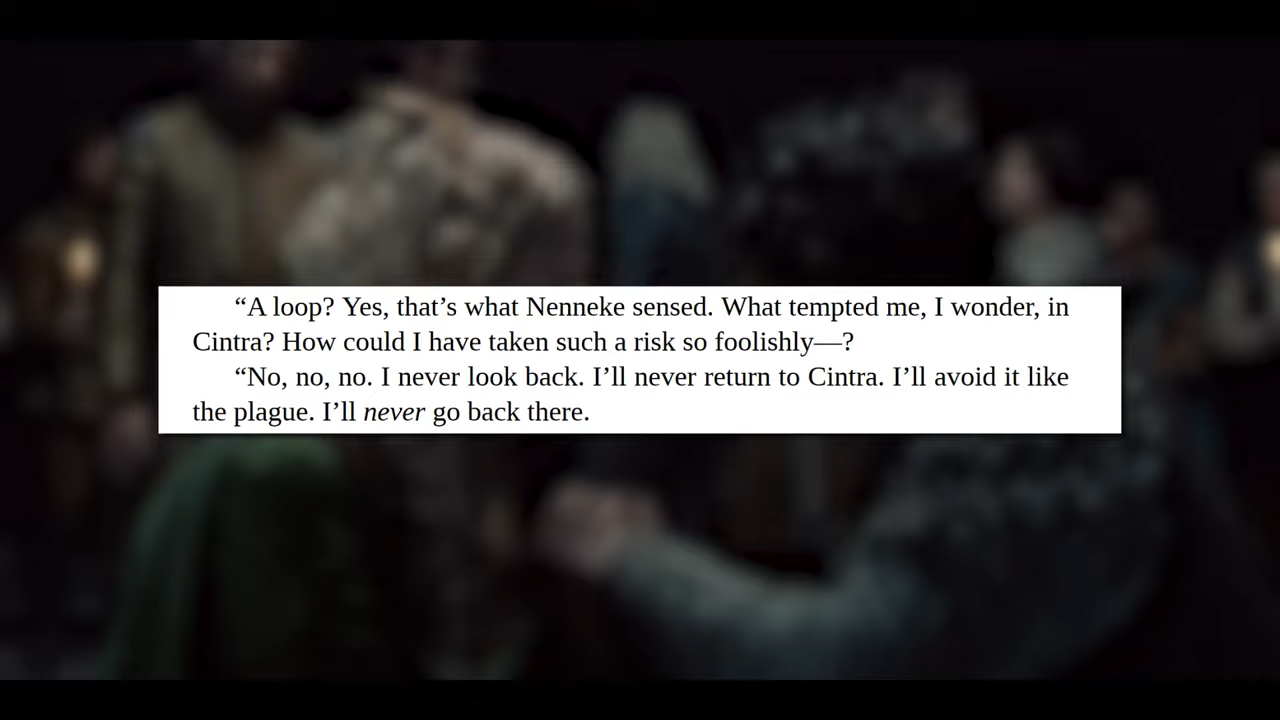 “A loop? Yes, that’s what Nenneke sensed. What tempted me, I wonder, in
Cintra? How could I have taken such a risk so foolishly—?
“No, no, no. I never look back. I’ll never return to Cintra. I’ll avoid it like
the plague. I’ll never go back there.